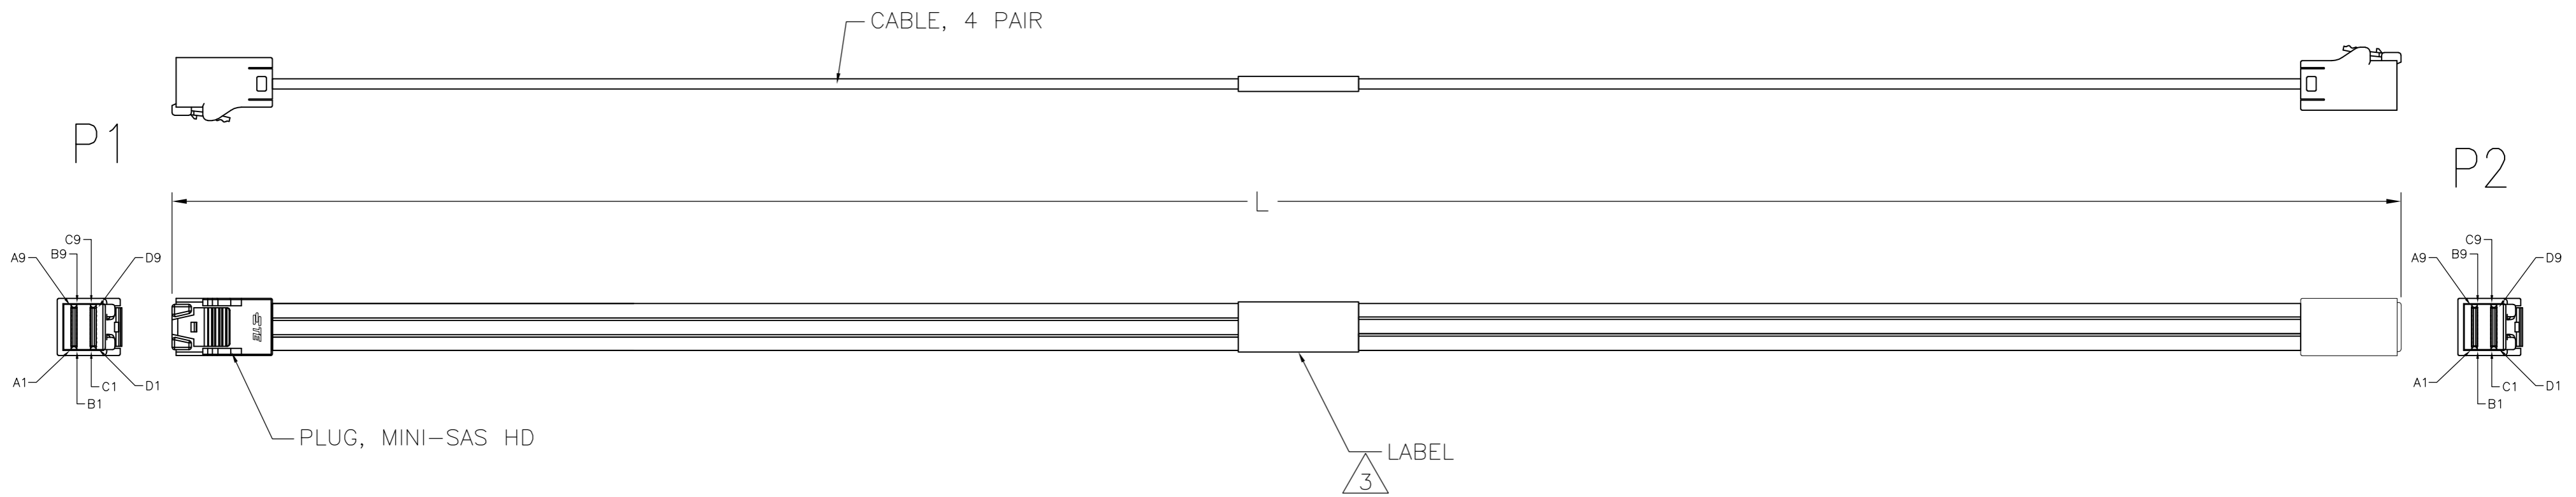 CABLE, 4 PAIR
P1
P2
L
C9
B9
A9
D9
A1
C1
D1
B1
TE
C9
B9
A9
D9
A1
C1
D1
B1
PLUG, MINI-SAS HD
LABEL
3